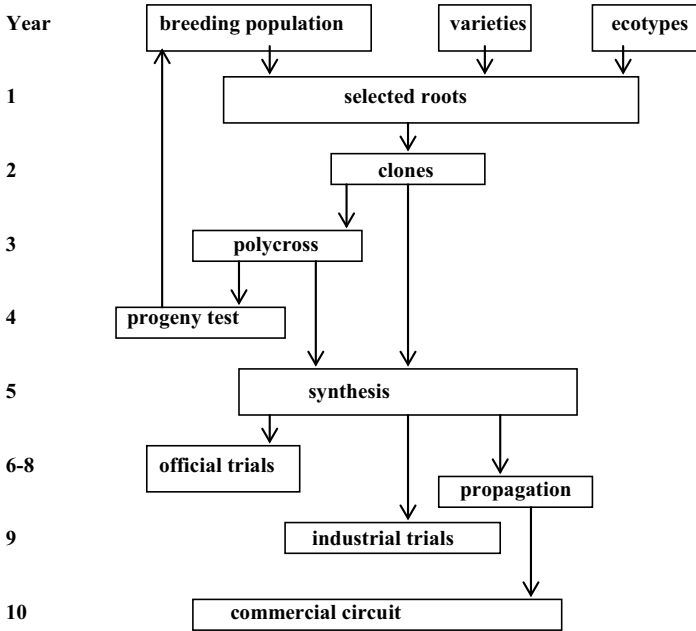 Year breeding population varieties ecotypes
1 selected roots
2 clones
3 polycross
4 progeny test
5 synthesis
6-8 official trials
propagation
9 industrial trials
10 commercial circuit